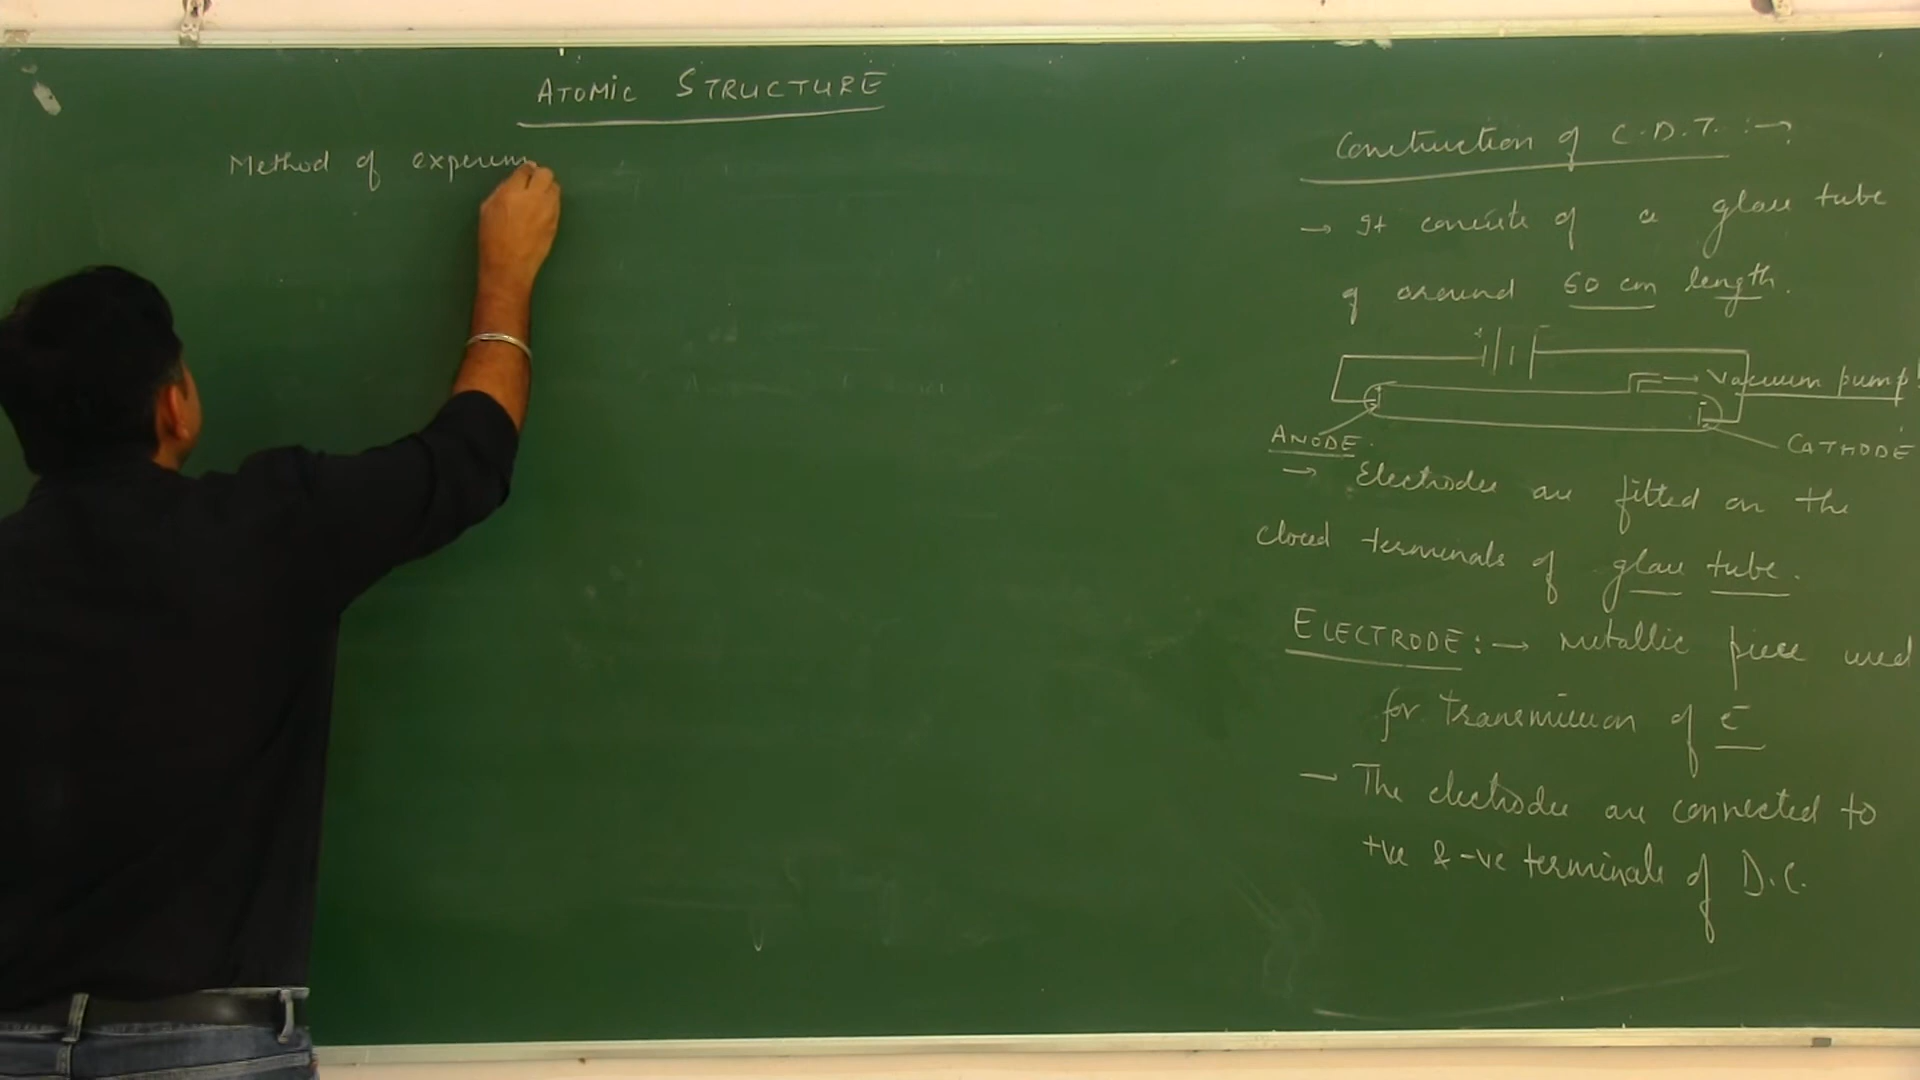 ATOMIC STRUCTURE
Method of experim
Construction of C.D.T. :→
→ It consists of a glass tube
of around 60 cm length.
+ -
→ Vacuum pump
ANODE.
CATHODE
→ Electrodes are fitted on the
closed terminals of glass tube.
ELECTRODE :→ Metallic piece used
for transmission of e-
— The electrodes are connected to
+ve & -ve terminals of D.C.